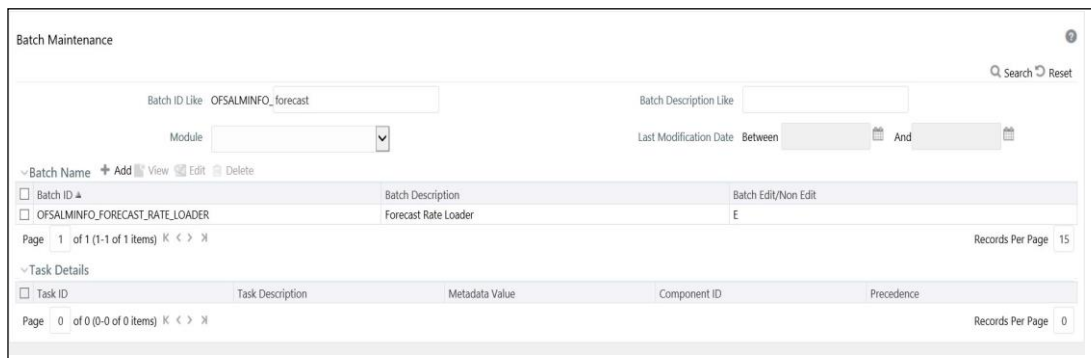 Batch Maintenance
Search Reset
Batch ID Like OFSALMINFO_ forecast Batch Description Like
Module Last Modification Date Between And
Batch Name + Add View Edit Delete
Batch ID Batch Description Batch Edit/Non Edit
OFSALMINFO_FORECAST_RATE_LOADER Forecast Rate Loader E
Page 1 of 1 (1-1 of 1 items) Records Per Page 15
Task Details
Task ID Task Description Metadata Value Component ID Precedence
Page 0 of 0 (0-0 of 0 items) Records Per Page 0